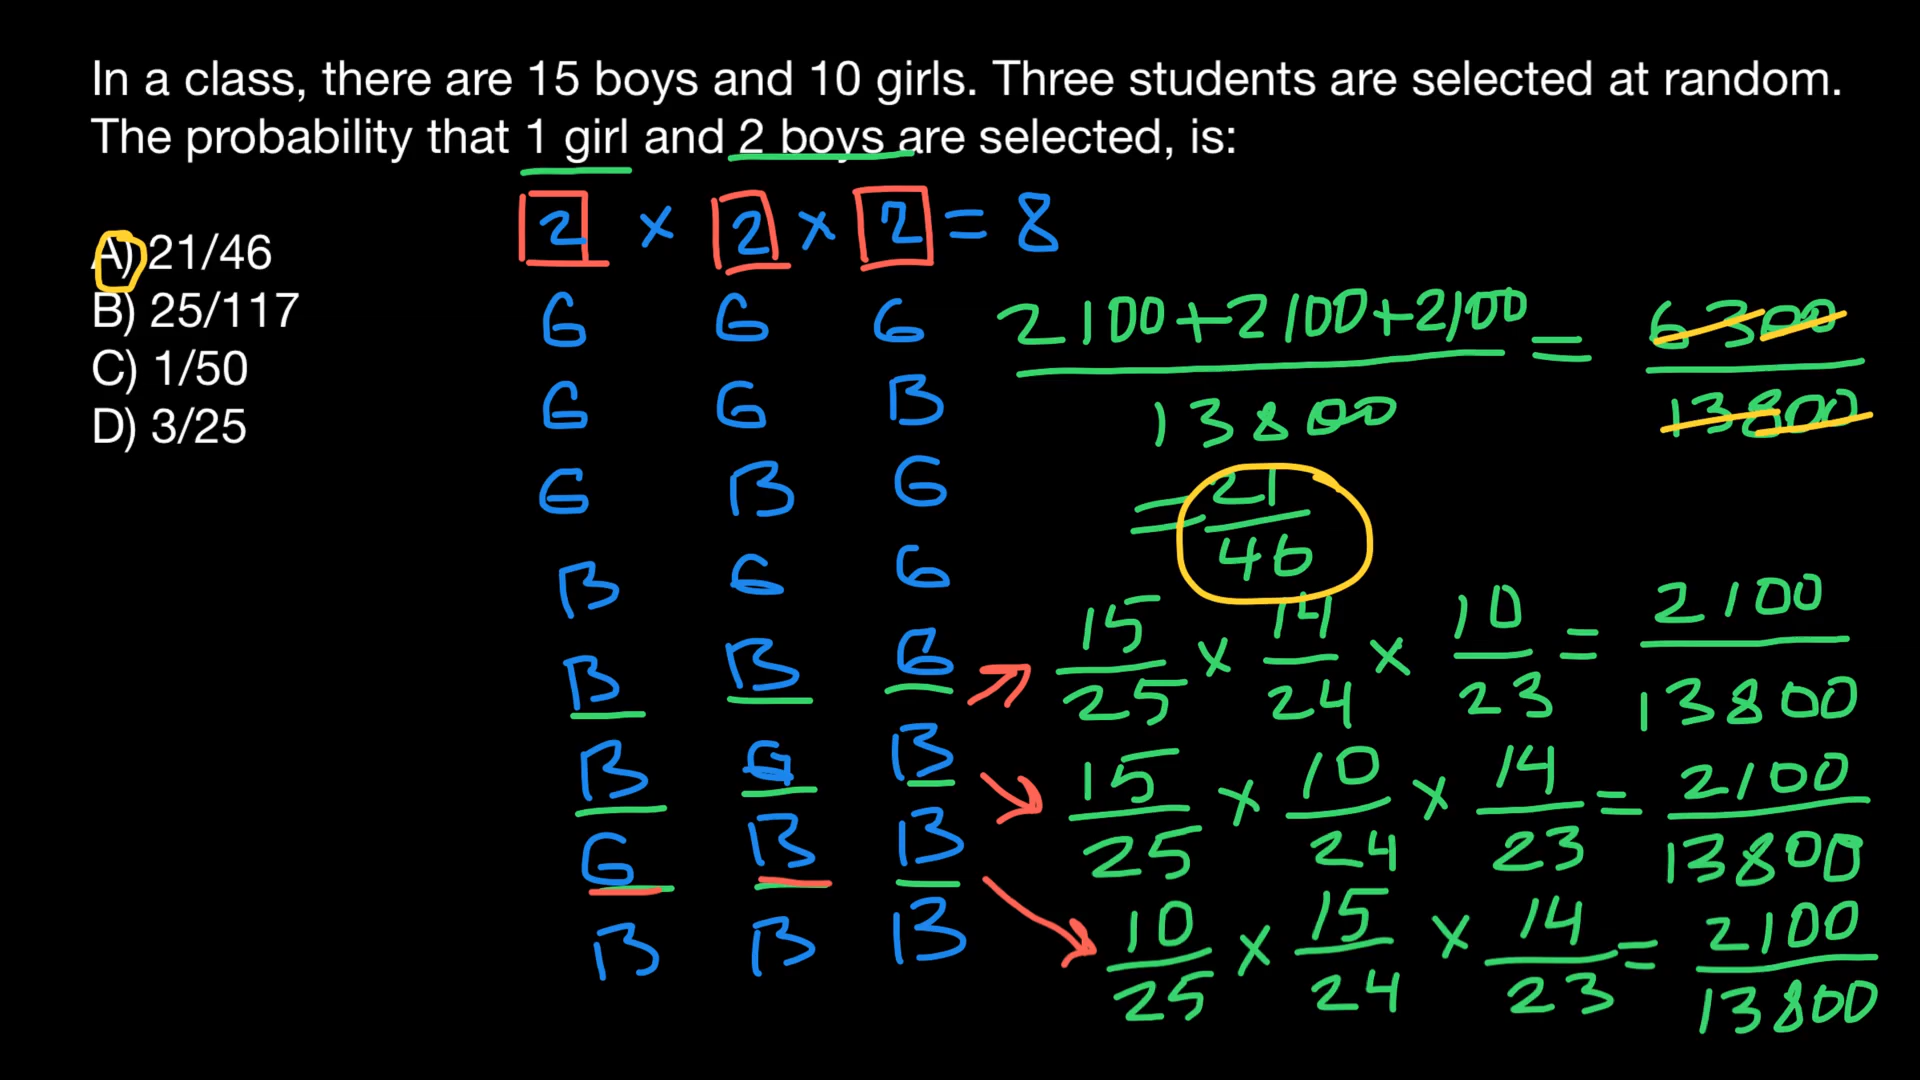 In a class, there are 15 boys and 10 girls. Three students are selected at random.
The probability that 1 girl and 2 boys are selected, is:
A) 21/46
B) 25/117
C) 1/50
D) 3/25
2 × 2 × 2 = 8
G G G
G G B
G B G
B G G
B B G
B G B
G B B
B B B
2100+2100+2100 / 13800 = 6300 / 13800
= 21/46
15/25 × 14/24 × 10/23 = 2100/13800
15/25 × 10/24 × 14/23 = 2100/13800
10/25 × 15/24 × 14/23 = 2100/13800